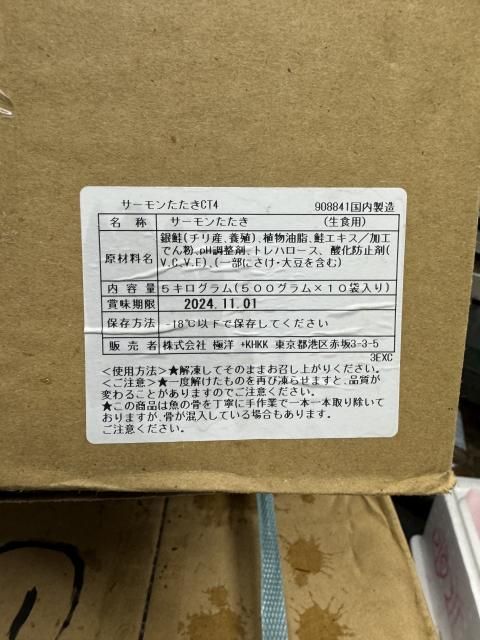 サーモンたたきCT4 908841国内製造
名 称 サーモンたたき (生食用)
原材料名 銀鮭(チリ産、養殖)、植物油脂、鮭エキス/加工
でん粉、pH調整剤、トレハロース、酸化防止剤(
V.C,V.E)、(一部にさけ・大豆を含む)
内 容 量 5キログラム(500グラム×10袋入り)
賞味期限 2024.11.01
保存方法 -18℃以下で保存してください
販 売 者 株式会社 極洋 +KHKK 東京都港区赤坂3-3-5
3EXC
<使用方法>★解凍してそのままお召し上がりください。
<ご注意>★一度解けたものを再び凍らせますと、品質が
変わることがありますのでご注意ください。
★この商品は魚の骨を丁寧に手作業で一本一本取り除いて
おりますが、骨が混入している場合もあります。
ご注意ください。